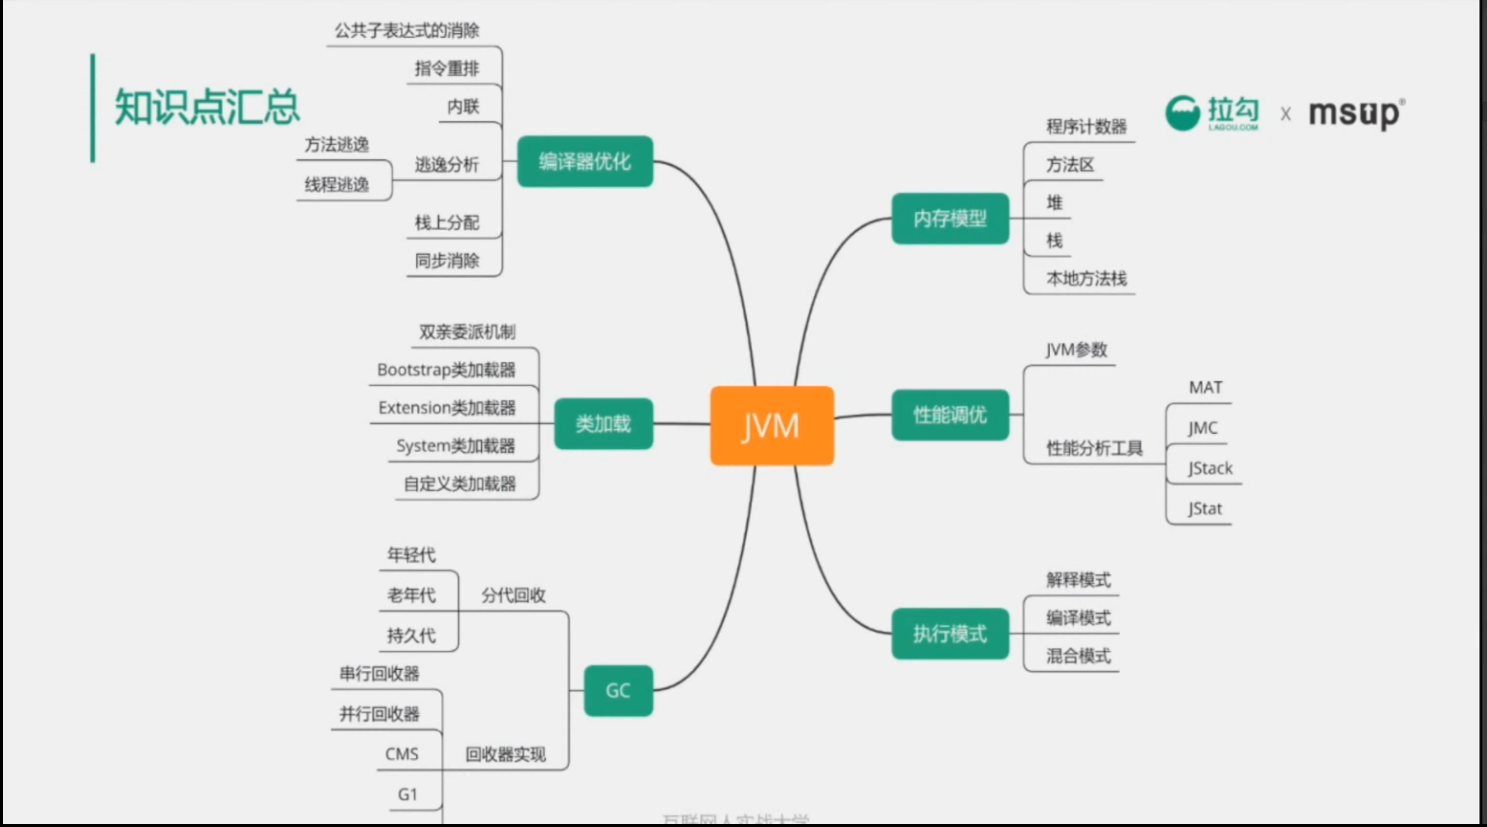 知识点汇总
拉勾
LAGOU.COM
x
msup®
JVM
编译器优化
公共子表达式的消除
指令重排
内联
逃逸分析
方法逃逸
线程逃逸
栈上分配
同步消除
类加载
双亲委派机制
Bootstrap类加载器
Extension类加载器
System类加载器
自定义类加载器
GC
分代回收
年轻代
老年代
持久代
回收器实现
串行回收器
并行回收器
CMS
G1
内存模型
程序计数器
方法区
堆
栈
本地方法栈
性能调优
JVM参数
性能分析工具
MAT
JMC
JStack
JStat
执行模式
解释模式
编译模式
混合模式
互联网人实战大学